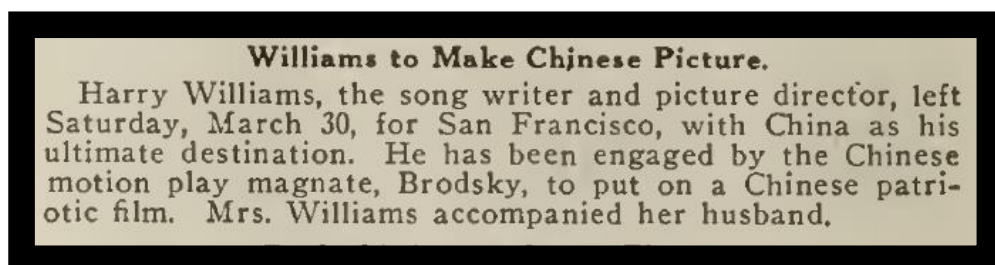 Williams to Make Chinese Picture.
Harry Williams, the song writer and picture director, left
Saturday, March 30, for San Francisco, with China as his
ultimate destination. He has been engaged by the Chinese
motion play magnate, Brodsky, to put on a Chinese patri-
otic film. Mrs. Williams accompanied her husband.